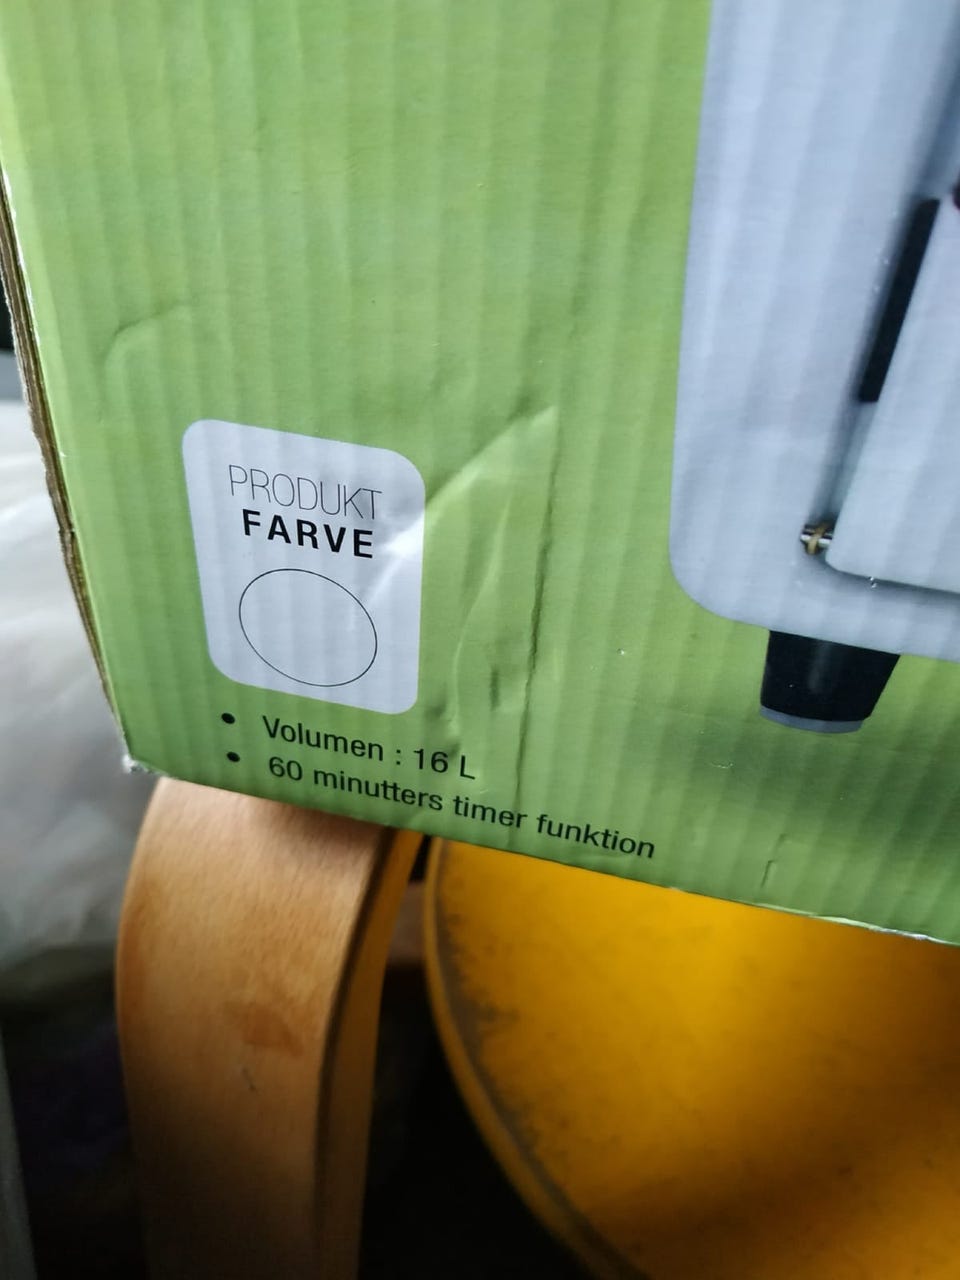 PRODUKT
FARVE
• Volumen : 16 L
• 60 minutters timer funktion